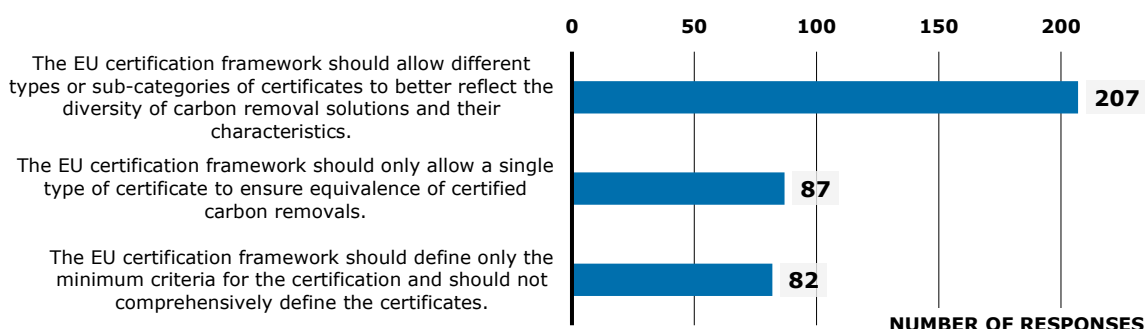 0 50 100 150 200
The EU certification framework should allow different
types or sub-categories of certificates to better reflect the
diversity of carbon removal solutions and their
characteristics.
207
The EU certification framework should only allow a single
type of certificate to ensure equivalence of certified
carbon removals.
87
The EU certification framework should define only the
minimum criteria for the certification and should not
comprehensively define the certificates.
82
NUMBER OF RESPONSES